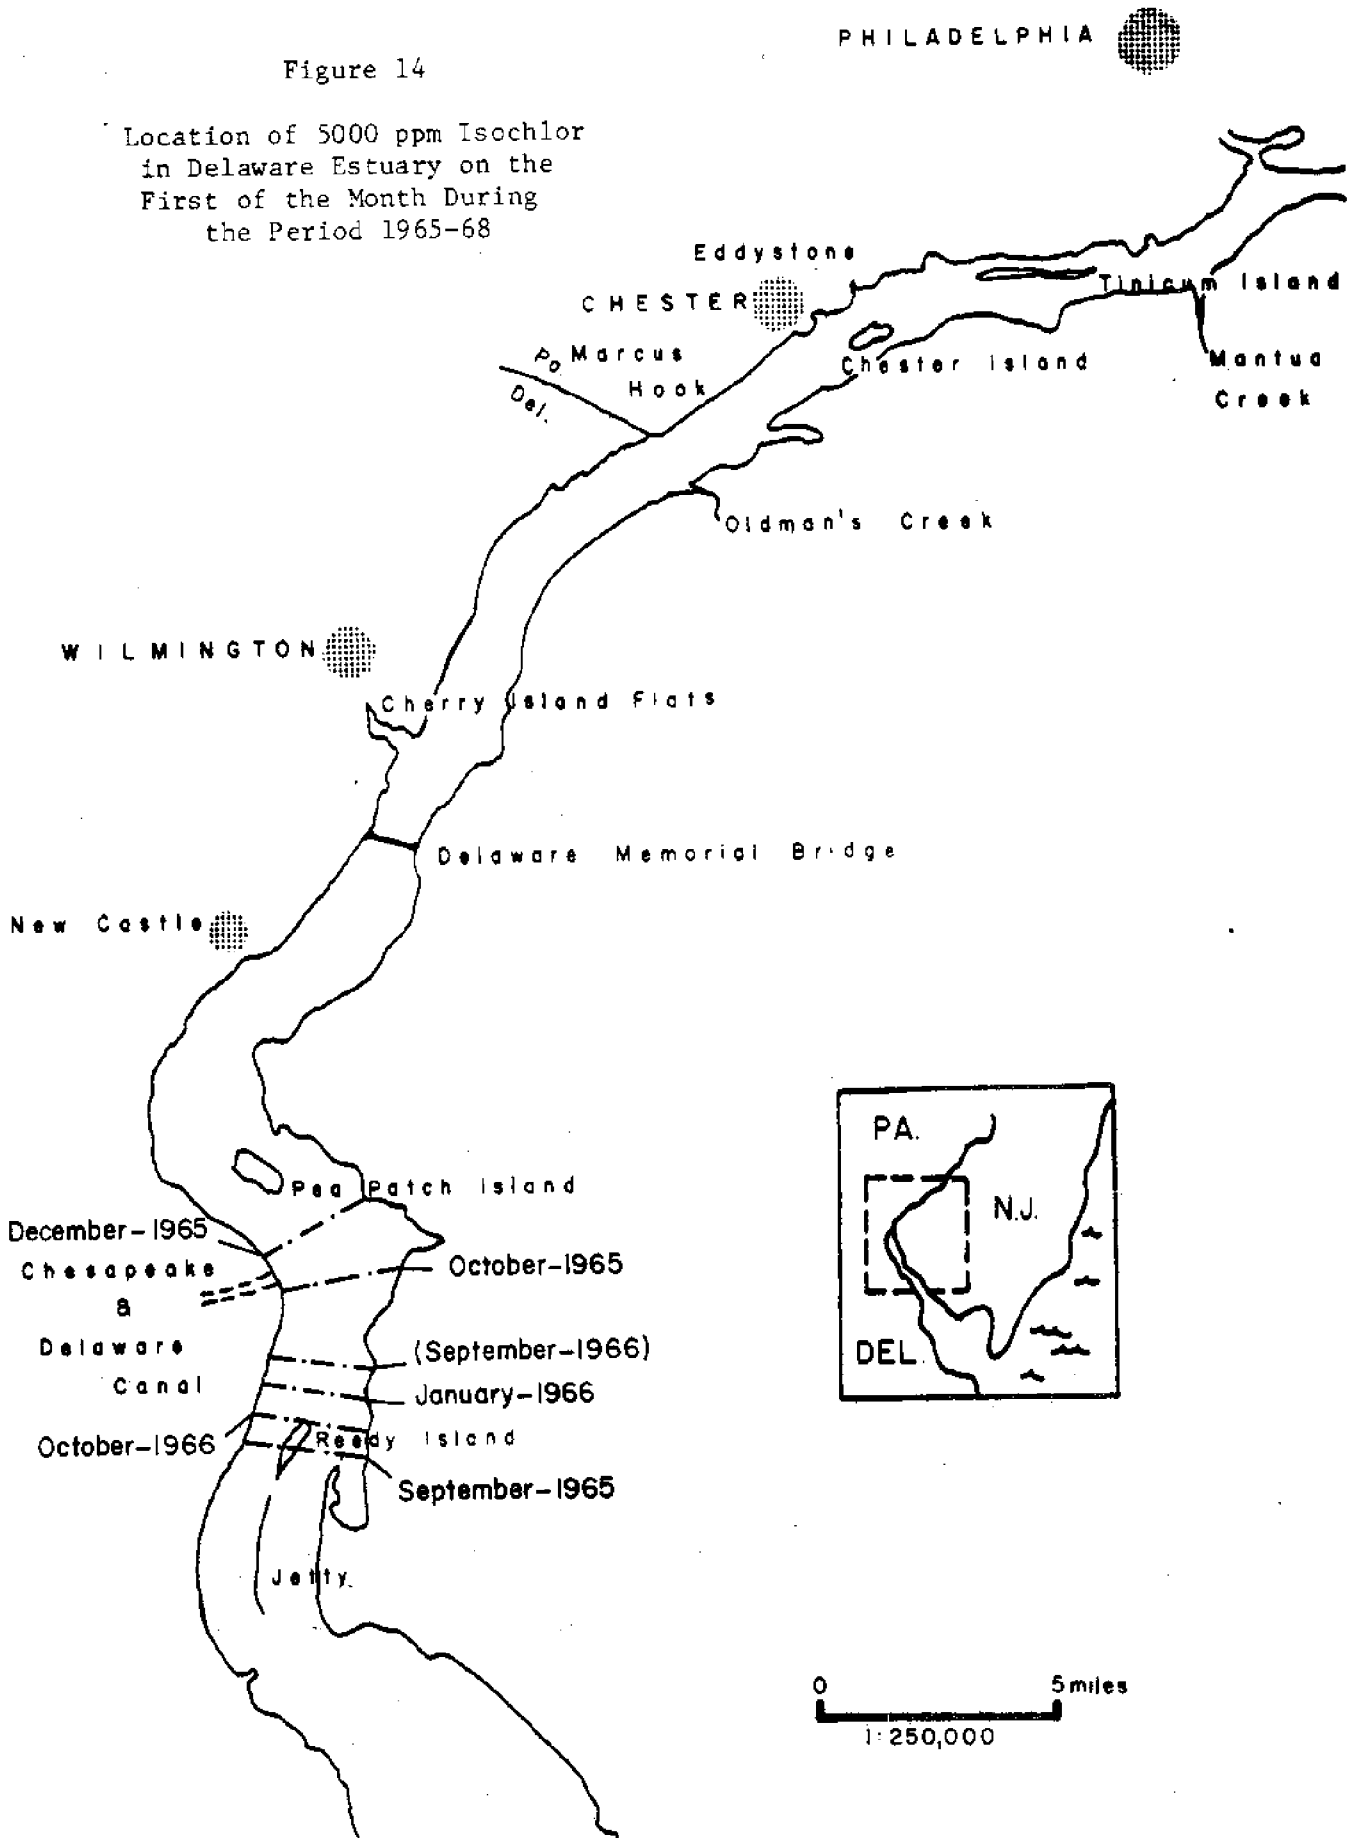 PHILADELPHIA
Figure 14
Location of 5000 ppm Isochlor
in Delaware Estuary on the
First of the Month During
the Period 1965-68
Eddystone
CHESTER
Tinicum Island
Pa.
Marcus
Hook
Del.
Chester Island
Mantua
Creek
Oldman's Creek
WILMINGTON
Cherry Island Flats
Delaware Memorial Bridge
New Castle
Pea Patch Island
December-1965
Chesapeake
&
Delaware
Canal
October-1965
(September-1966)
January-1966
October-1966
Reedy Island
September-1965
Jetty
PA.
N.J.
DEL.
0 5 miles
1:250,000